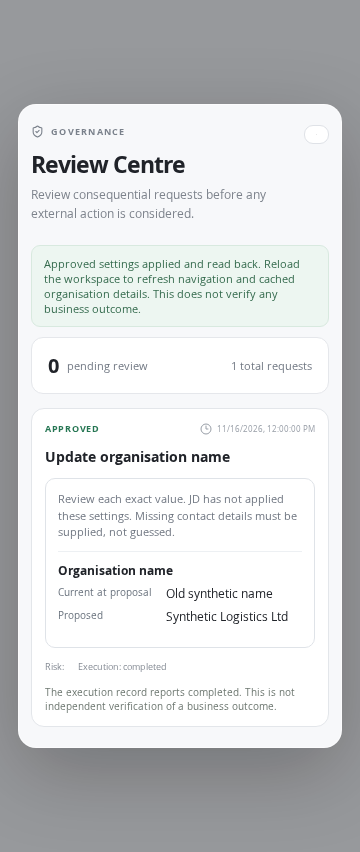 GOVERNANCE
Review Centre
Review consequential requests before any
external action is considered.
Approved settings applied and read back. Reload
the workspace to refresh navigation and cached
organisation details. This does not verify any
business outcome.
0 pending review 1 total requests
APPROVED 11/16/2026, 12:00:00 PM
Update organisation name
Review each exact value. JD has not applied
these settings. Missing contact details must be
supplied, not guessed.
Organisation name
Current at proposal Old synthetic name
Proposed Synthetic Logistics Ltd
Risk: Execution: completed
The execution record reports completed. This is not
independent verification of a business outcome.